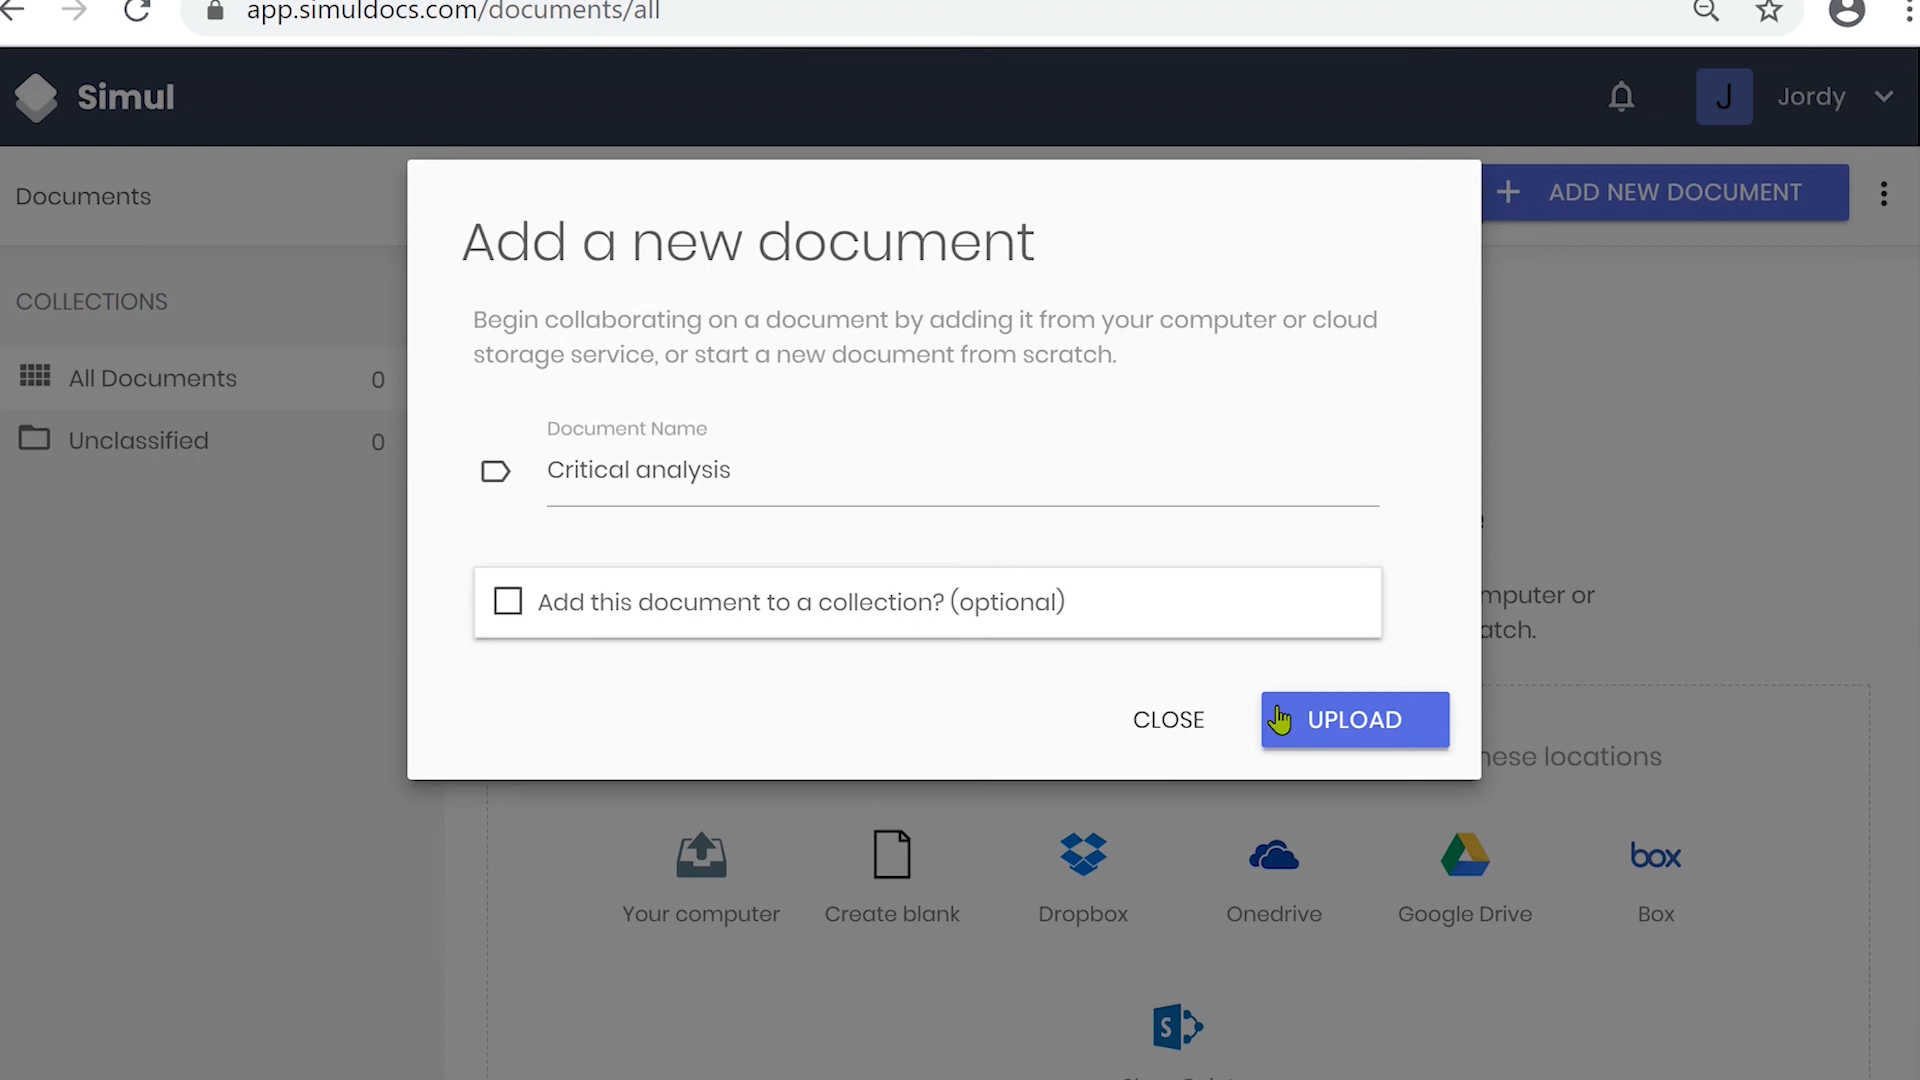 app.simuldocs.com/documents/all
Simul
J
Jordy
Documents
ADD NEW DOCUMENT
COLLECTIONS
All Documents 0
Unclassified 0
Add a new document
Begin collaborating on a document by adding it from your computer or cloud
storage service, or start a new document from scratch.
Document Name
Critical analysis
Add this document to a collection? (optional)
CLOSE
UPLOAD
mputer or
atch.
hese locations
Your computer
Create blank
Dropbox
Onedrive
Google Drive
box
Box
S